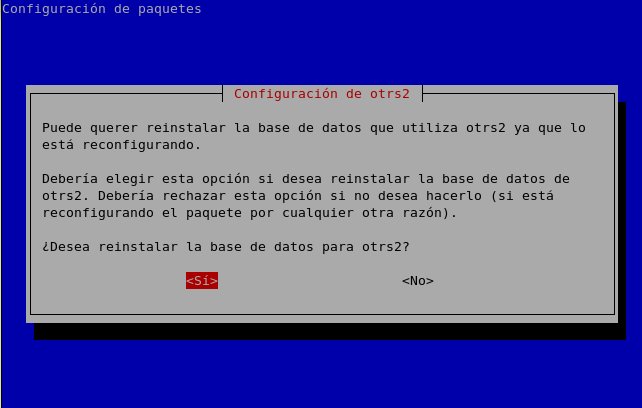 Configuración de paquetes
Configuración de otrs2
Puede querer reinstalar la base de datos que utiliza otrs2 ya que lo
está reconfigurando.
Debería elegir esta opción si desea reinstalar la base de datos de
otrs2. Debería rechazar esta opción si no desea hacerlo (si está
reconfigurando el paquete por cualquier otra razón).
¿Desea reinstalar la base de datos para otrs2?
<Sí> <No>